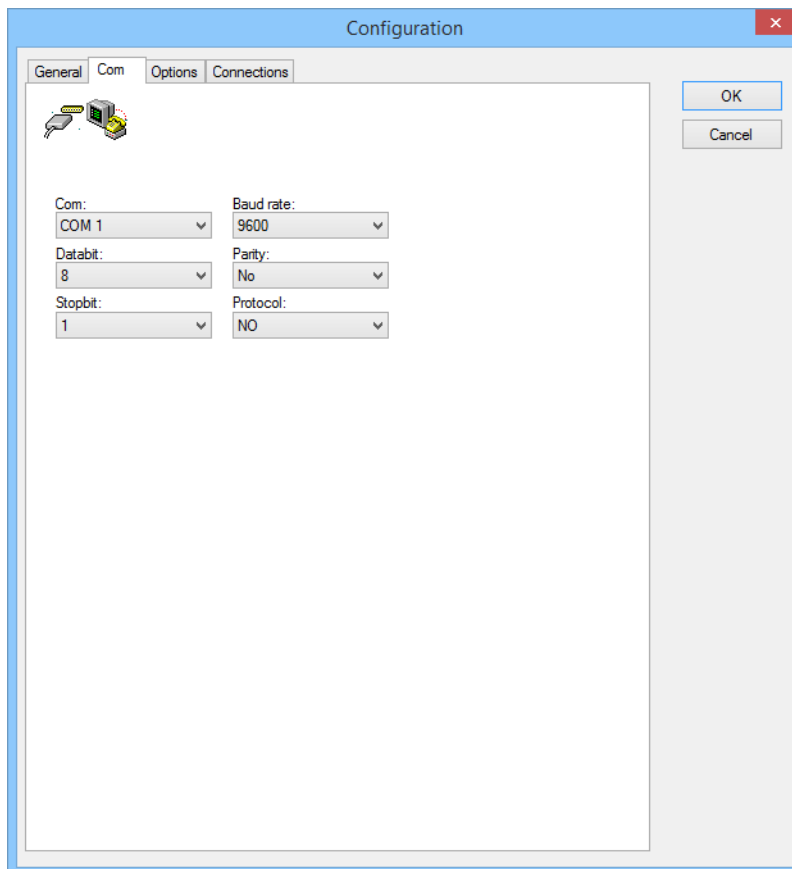 Configuration
General Com Options Connections
OK
Cancel
Com: Baud rate:
COM 1 9600
Databit: Parity:
8 No
Stopbit: Protocol:
1 NO